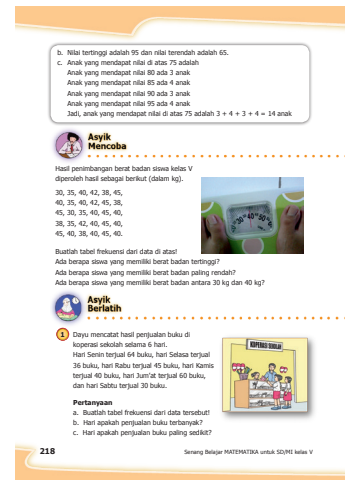 b. Nilai tertinggi adalah 95 dan nilai terendah adalah 65.
c. Anak yang mendapat nilai di atas 75 adalah
Anak yang mendapat nilai 80 ada 3 anak
Anak yang mendapat nilai 85 ada 4 anak
Anak yang mendapat nilai 90 ada 3 anak
Anak yang mendapat nilai 95 ada 4 anak
Jadi, anak yang mendapat nilai di atas 75 adalah 3 + 4 + 3 + 4 = 14 anak
Asyik
Mencoba
Hasil penimbangan berat badan siswa kelas V
diperoleh hasil sebagai berikut (dalam kg).
30, 35, 40, 42, 38, 45,
40, 35, 40, 42, 45, 38,
45, 30, 35, 40, 45, 40,
38, 35, 42, 40, 45, 40,
45, 40, 38, 40, 45, 40.
Buatlah tabel frekuensi dari data di atas!
Ada berapa siswa yang memiliki berat badan tertinggi?
Ada berapa siswa yang memiliki berat badan paling rendah?
Ada berapa siswa yang memiliki berat badan antara 30 kg dan 40 kg?
Asyik
Berlatih
1 Dayu mencatat hasil penjualan buku di
koperasi sekolah selama 6 hari.
Hari Senin terjual 64 buku, hari Selasa terjual
36 buku, hari Rabu terjual 45 buku, hari Kamis
terjual 40 buku, hari Jum'at terjual 60 buku,
dan hari Sabtu terjual 30 buku.
KOPERASI SEKOLAH
Pertanyaan
a. Buatlah tabel frekuensi dari data tersebut!
b. Hari apakah penjualan buku terbanyak?
c. Hari apakah penjualan buku paling sedikit?
218
Senang Belajar MATEMATIKA untuk SD/MI kelas V